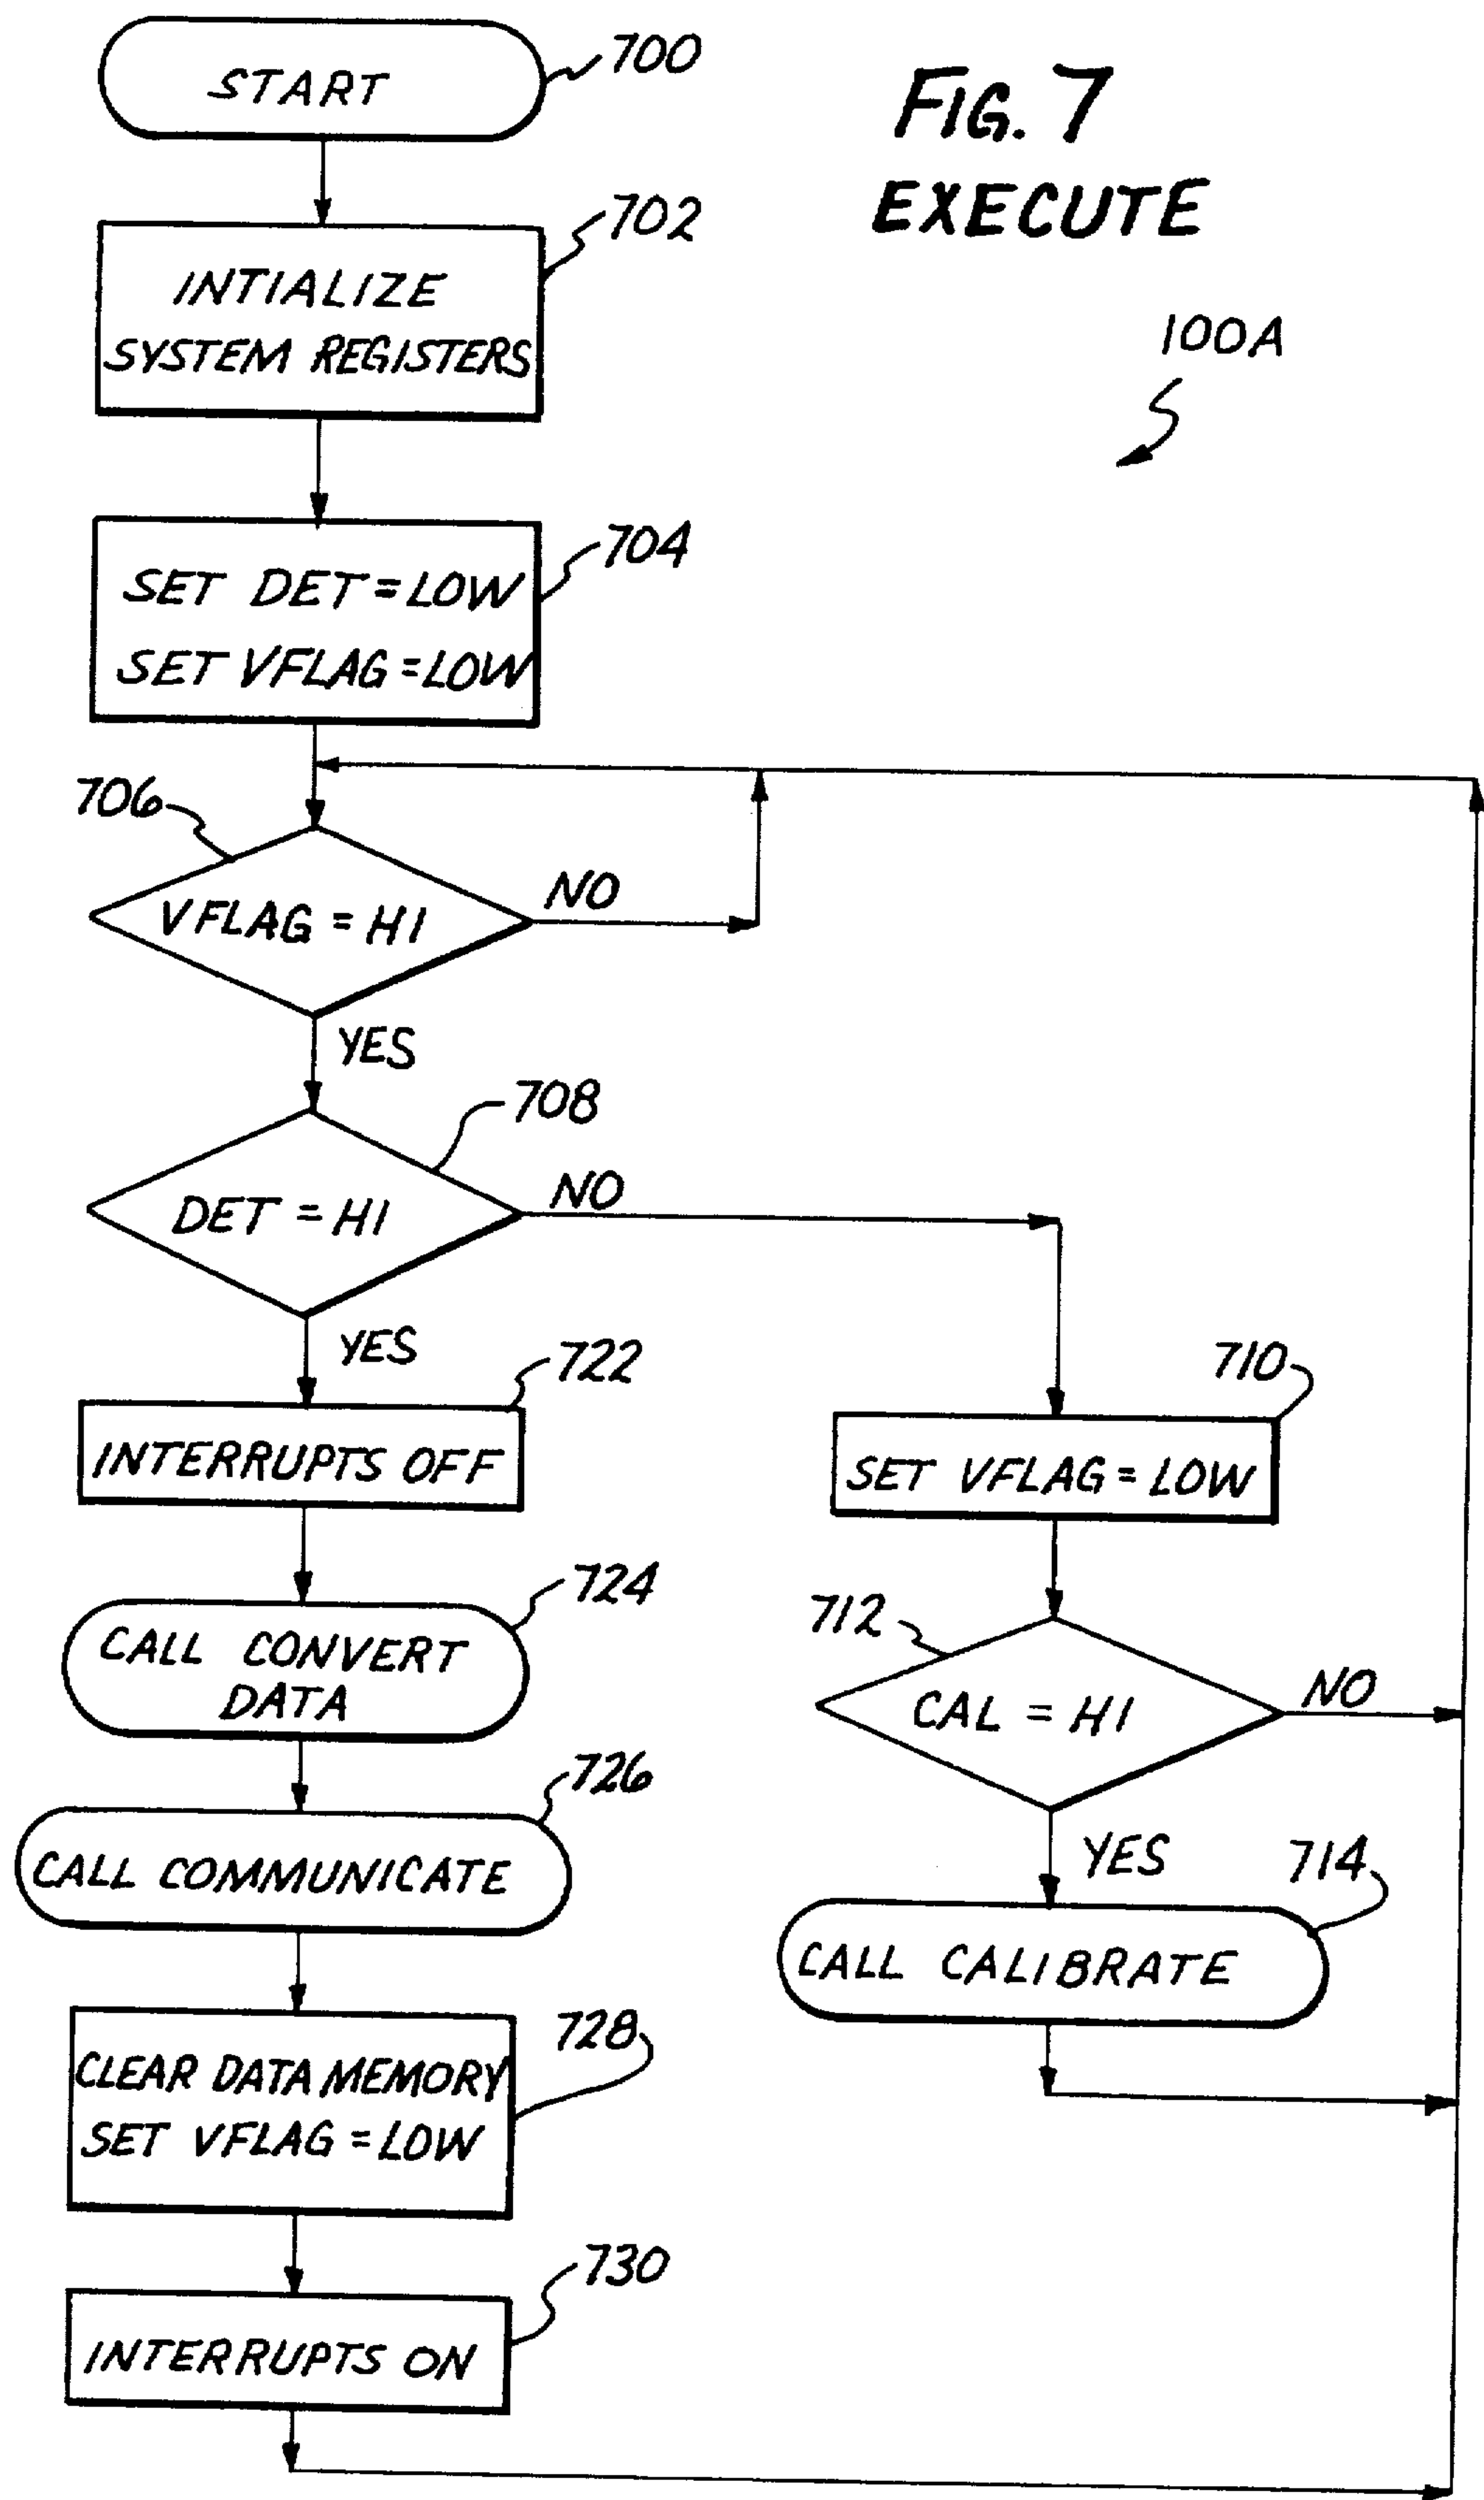 START
700
FIG. 7
EXECUTE
702
INTIALIZE
SYSTEM REGISTERS
100A
704
SET DET=LOW
SET VFLAG=LOW
706
VFLAG = HI
NO
YES
708
DET = HI
NO
YES
722
INTERRUPTS OFF
710
SET VFLAG = LOW
724
CALL CONVERT
DATA
712
CAL = HI
NO
726
CALL COMMUNICATE
YES
714
CALL CALIBRATE
728
CLEAR DATA MEMORY
SET VFLAG = LOW
730
INTERRUPTS ON